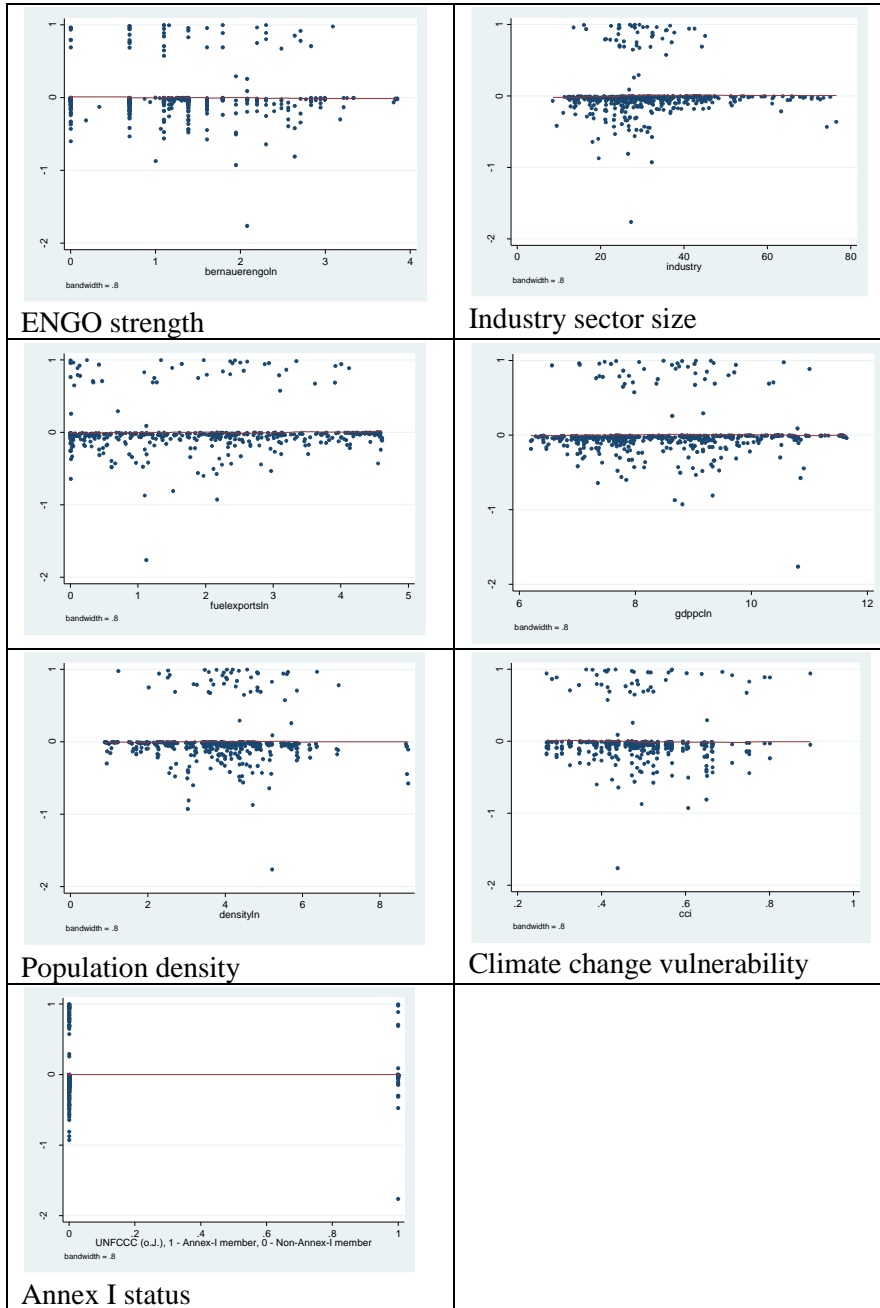 1
0
-1
-2
0 1 2 3 4
bernauerengoln
bandwidth = .8
ENGO strength
1
0
-1
-2
0 20 40 60 80
industry
bandwidth = .8
Industry sector size
1
0
-1
-2
0 1 2 3 4 5
fuelexportsln
bandwidth = .8
1
0
-1
-2
6 8 10 12
gdppcln
bandwidth = .8
1
0
-1
-2
0 2 4 6 8
densityln
bandwidth = .8
Population density
1
0
-1
-2
.2 .4 .6 .8 1
cci
bandwidth = .8
Climate change vulnerability
1
0
-1
-2
0 .2 .4 .6 .8 1
UNFCCC (o.J.), 1 - Annex-I member, 0 - Non-Annex-I member
bandwidth = .8
Annex I status